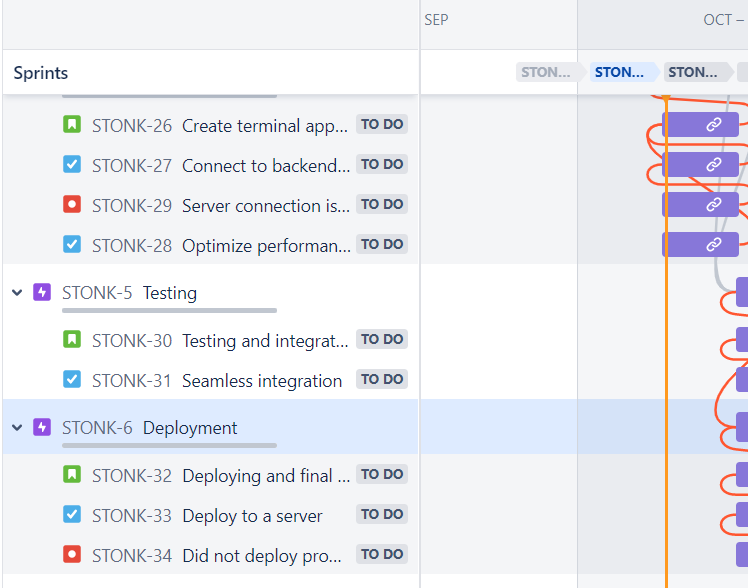 SEP
OCT –
Sprints
STON... STON... STON...
STONK-26 Create terminal app... TO DO
STONK-27 Connect to backend... TO DO
STONK-29 Server connection is... TO DO
STONK-28 Optimize performan... TO DO
STONK-5 Testing
STONK-30 Testing and integrat... TO DO
STONK-31 Seamless integration TO DO
STONK-6 Deployment
STONK-32 Deploying and final ... TO DO
STONK-33 Deploy to a server TO DO
STONK-34 Did not deploy pro... TO DO